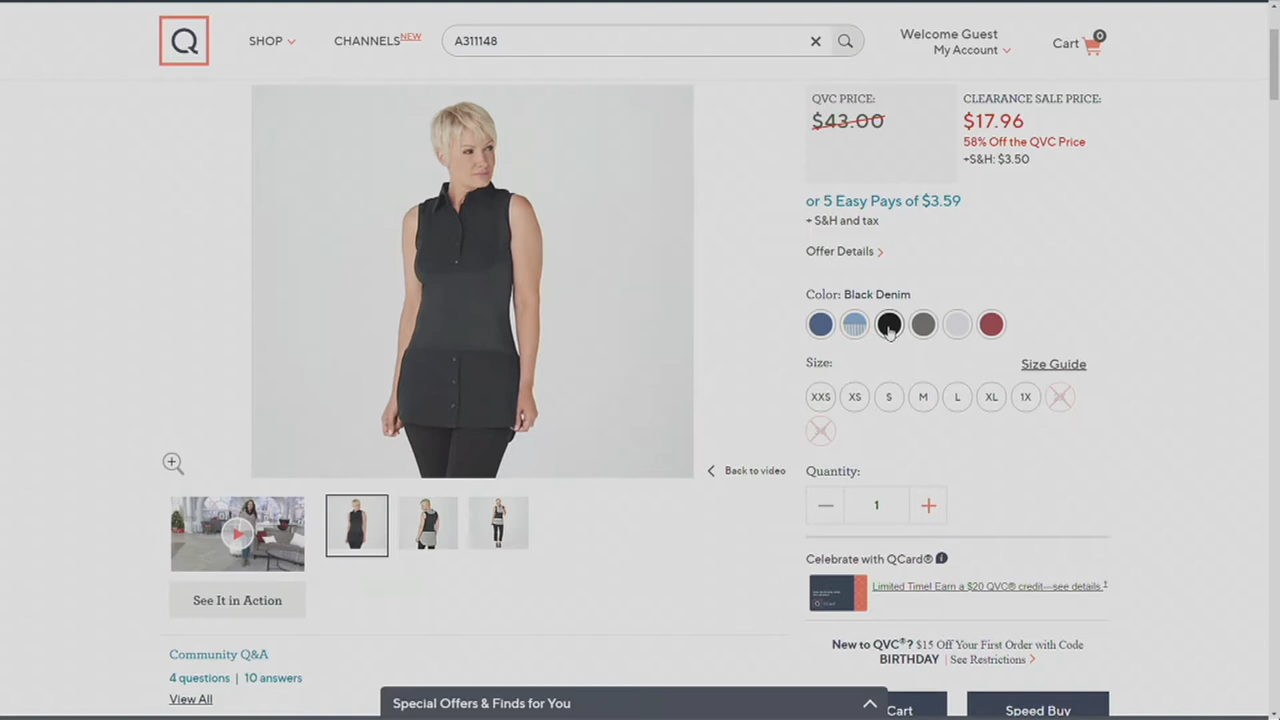 Q
SHOP
CHANNELS NEW
A311148
Welcome Guest
My Account
Cart 0
QVC PRICE:
$43.00
CLEARANCE SALE PRICE:
$17.96
58% Off the QVC Price
+S&H: $3.50
or 5 Easy Pays of $3.59
+ S&H and tax
Offer Details
Color: Black Denim
Size:
Size Guide
XXS XS S M L XL 1X
Back to video
Quantity:
1
See It in Action
Celebrate with QCard®
Limited Time! Earn a $20 QVC® credit—see details.‡
New to QVC®? $15 Off Your First Order with Code
BIRTHDAY | See Restrictions
Community Q&A
4 questions | 10 answers
View All
Special Offers & Finds for You
Cart
Speed Buy